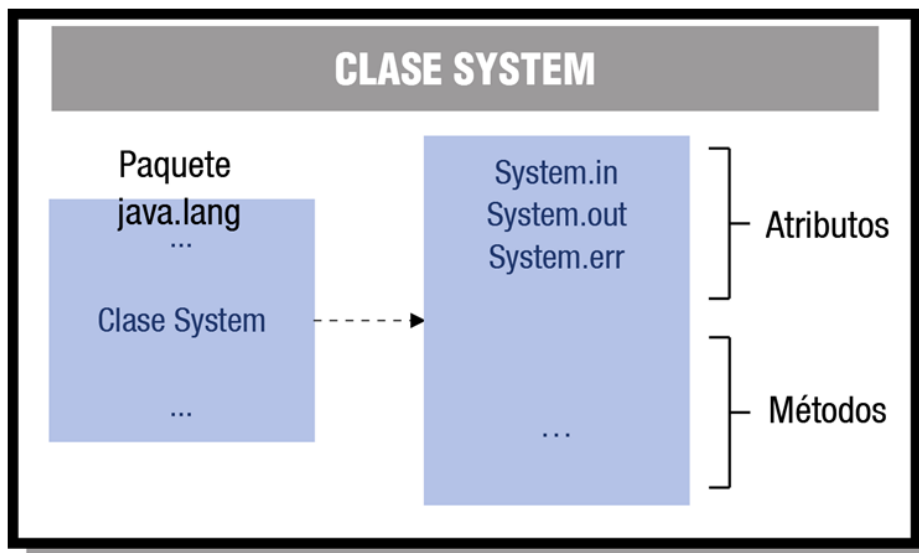 CLASE SYSTEM
Paquete
java.lang
...
Clase System
...
System.in
System.out
System.err
...
Atributos
Métodos